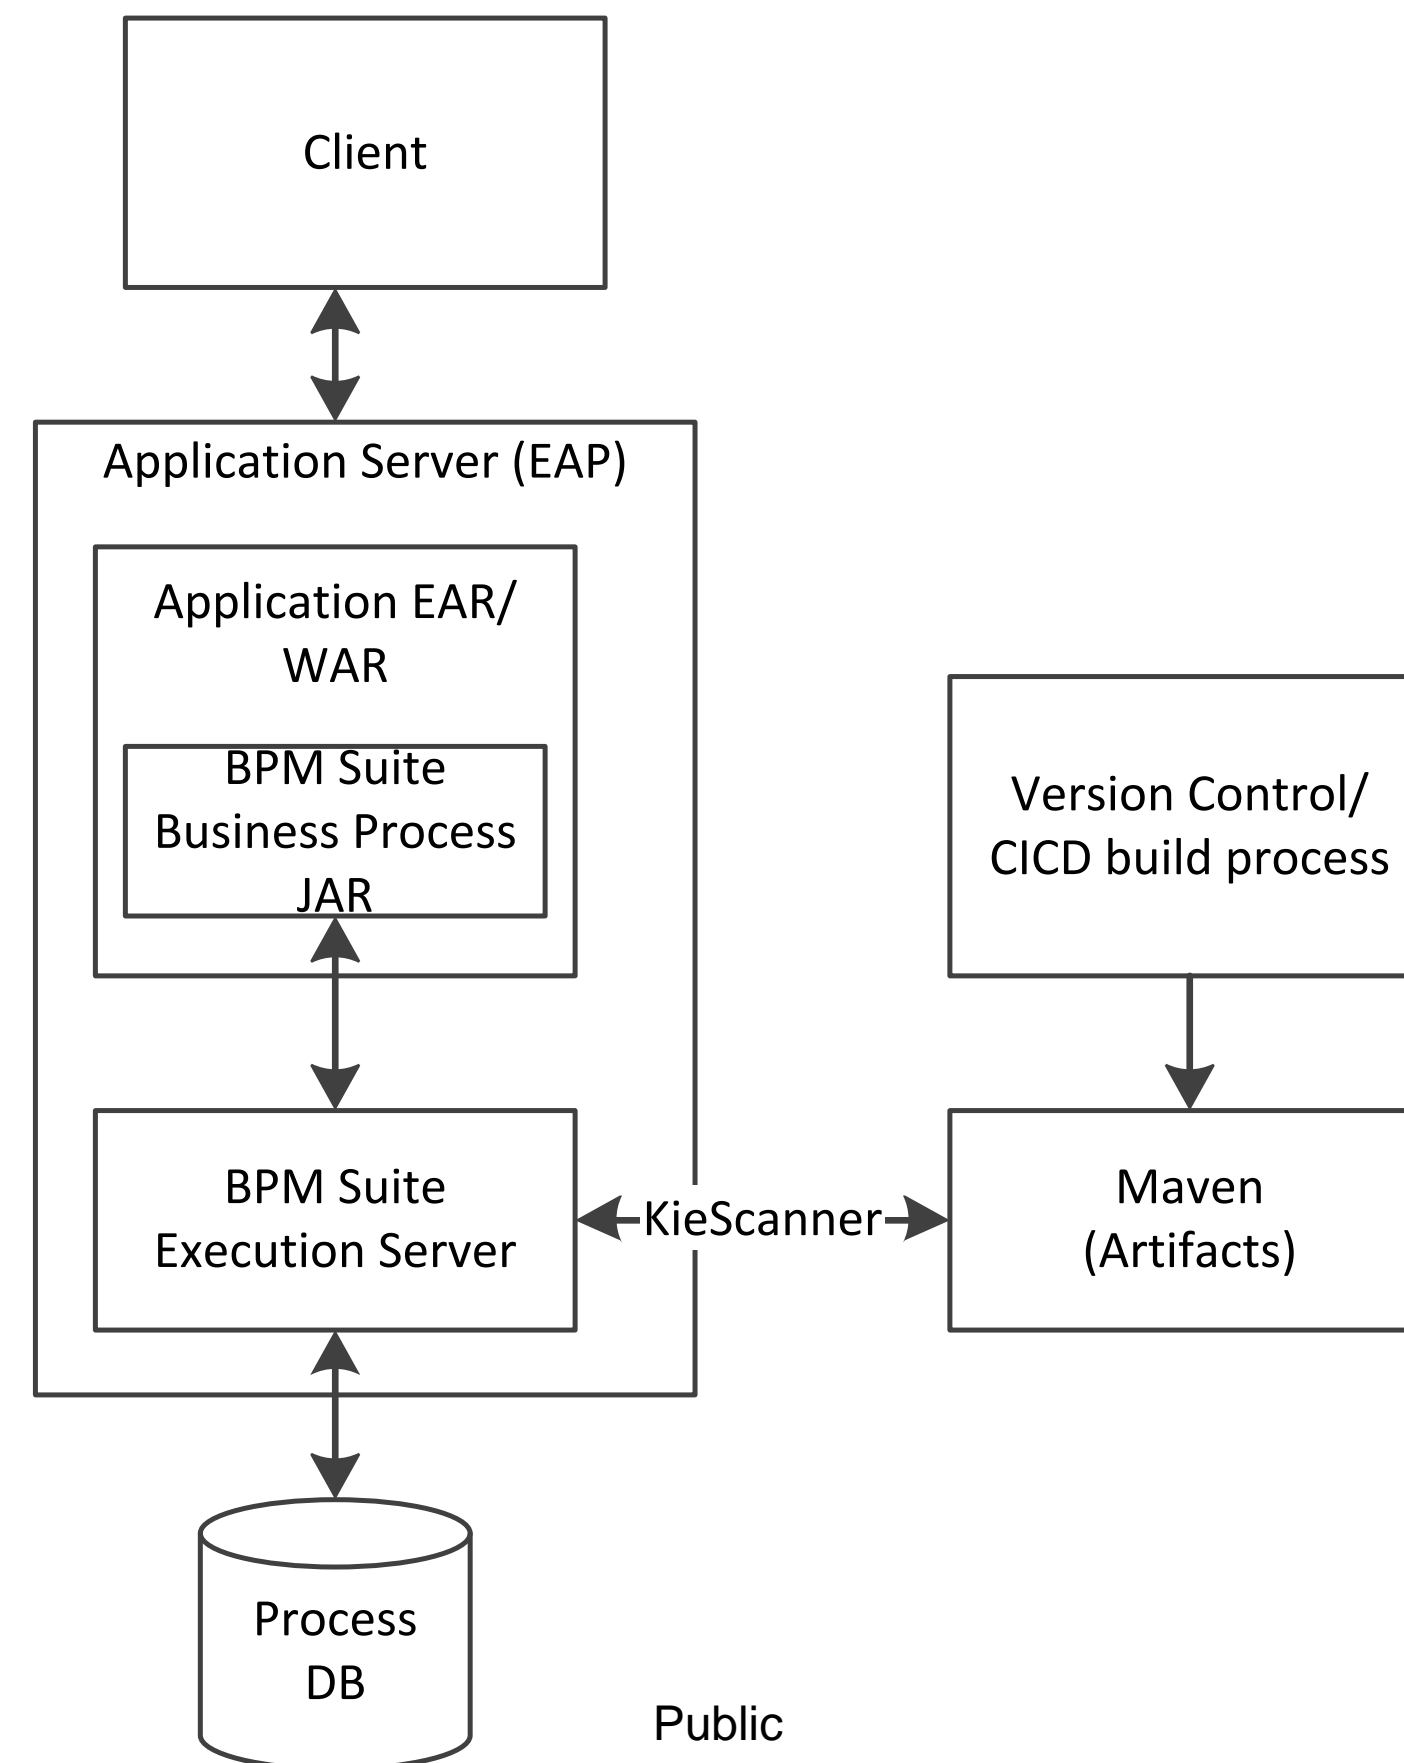 Client
Application Server (EAP)
Application EAR/
WAR
BPM Suite
Business Process
JAR
Version Control/
CICD build process
BPM Suite
Execution Server
KieScanner
Maven
(Artifacts)
Process
DB
Public